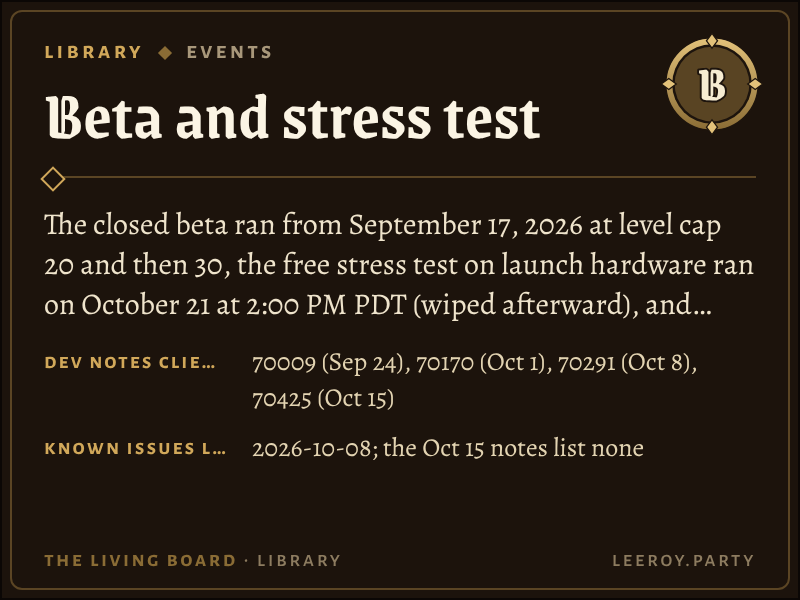 LIBRARY ◆ EVENTS
B
Beta and stress test
The closed beta ran from September 17, 2026 at level cap
20 and then 30, the free stress test on launch hardware ran
on October 21 at 2:00 PM PDT (wiped afterward), and…
DEV NOTES CLIE… 70009 (Sep 24), 70170 (Oct 1), 70291 (Oct 8),
70425 (Oct 15)
KNOWN ISSUES L… 2026-10-08; the Oct 15 notes list none
THE LIVING BOARD · LIBRARY LEEROY.PARTY